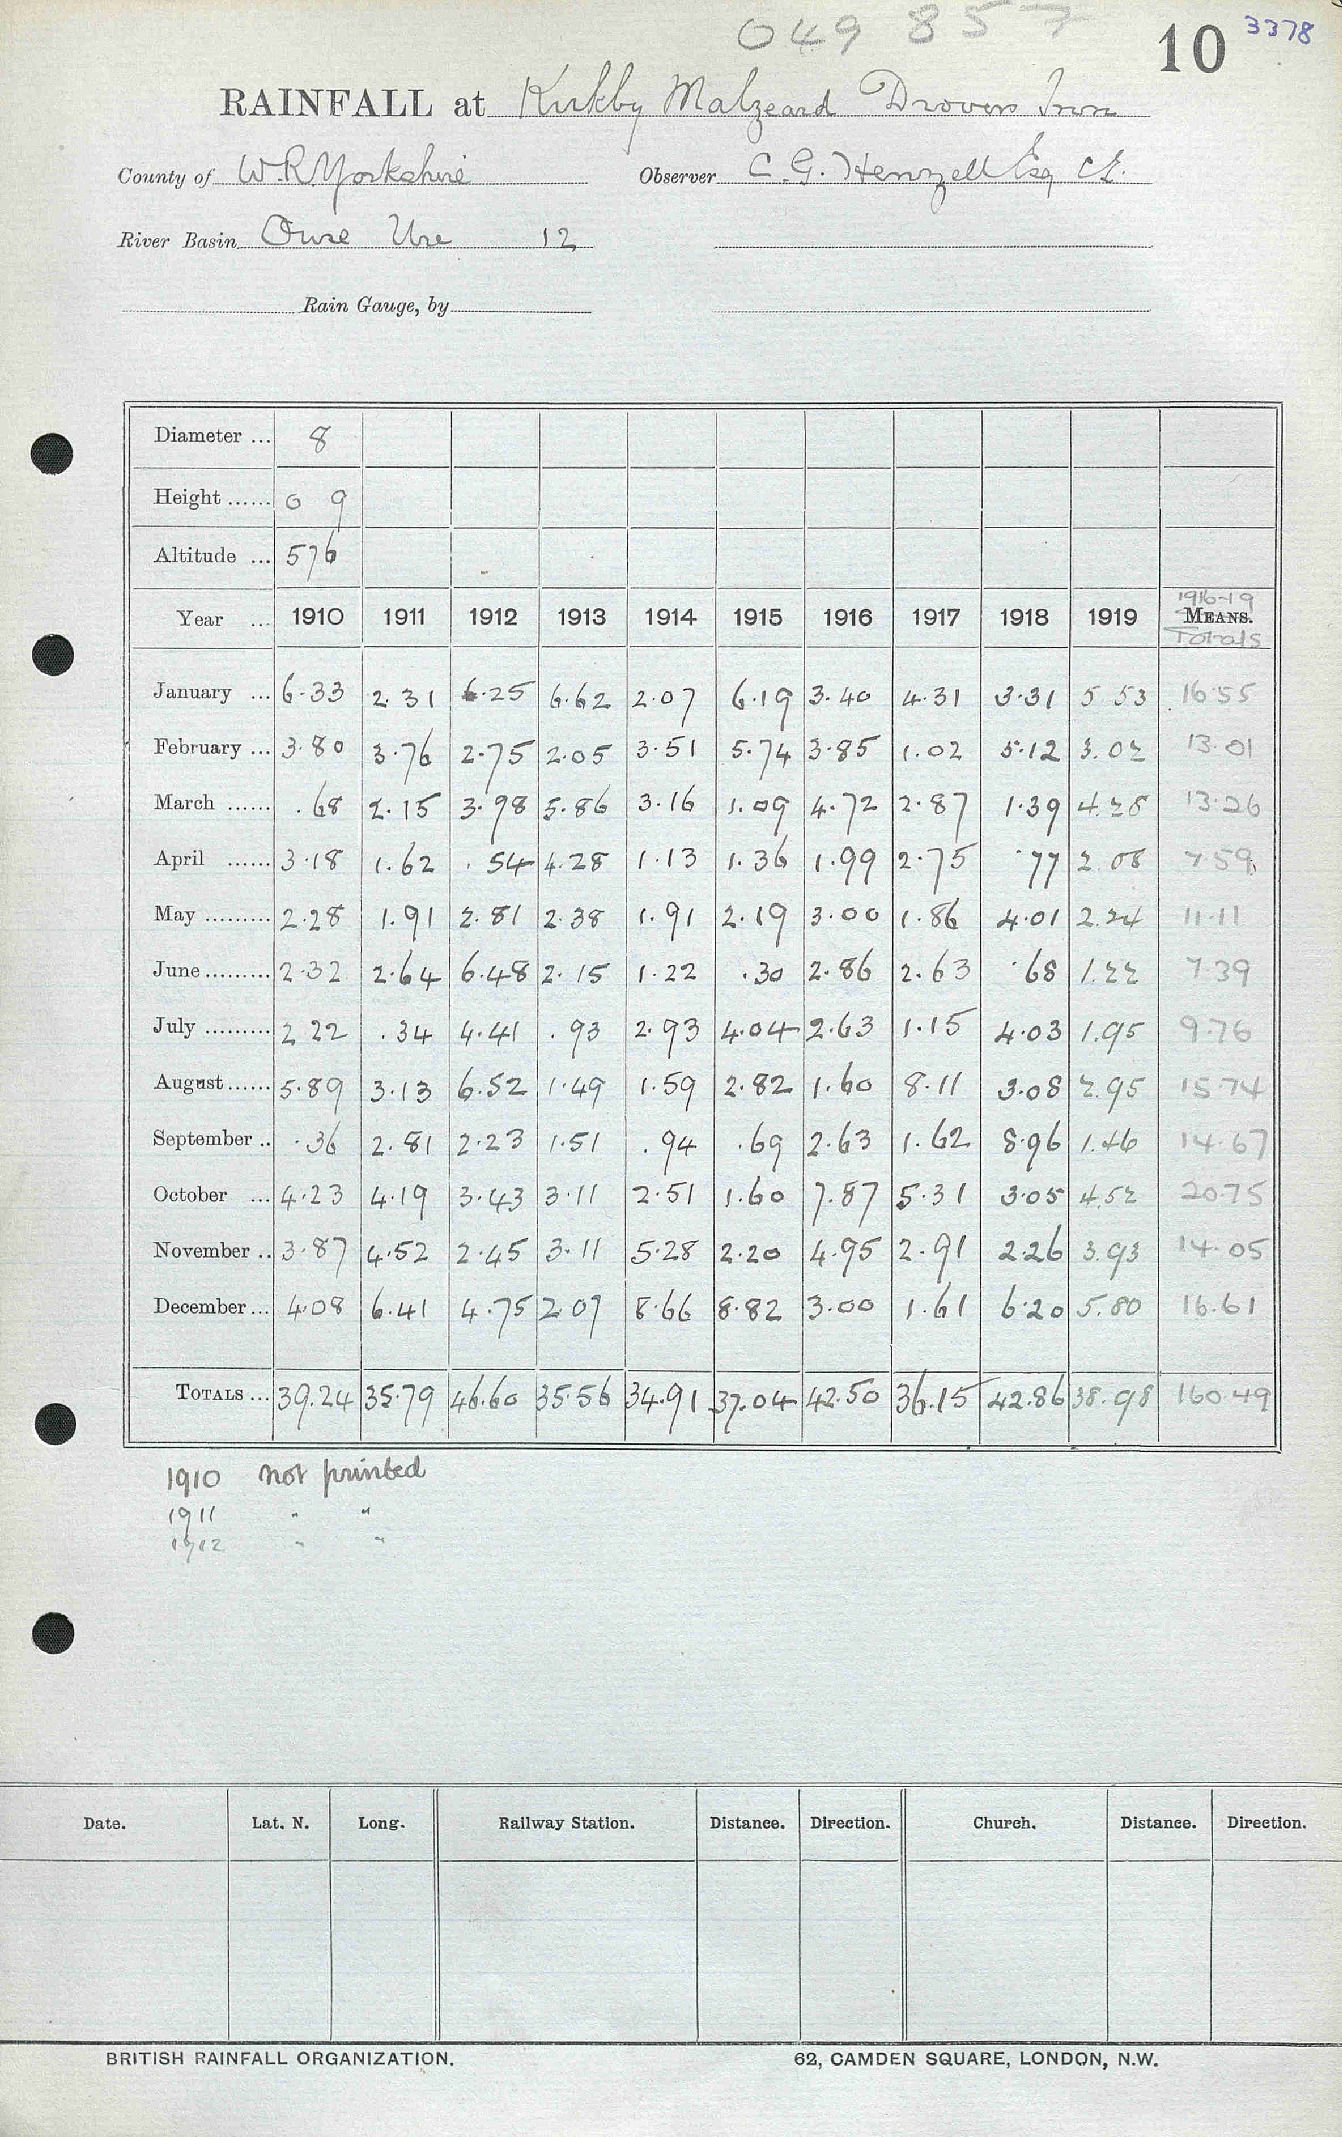 049 857
10 3378
RAINFALL at Kirkby Malzeard Drovers Inn
County of W.R. Yorkshire Observer C. G. Henzell Esq CE.
River Basin Ouse Ure 12
Rain Gauge, by
Diameter ... 8
Height ...... 0 9
Altitude ... 576
1916-19
Year ... 1910 1911 1912 1913 1914 1915 1916 1917 1918 1919 MEANS.
Totals
January ... 6.33 2.31 6.25 6.62 2.07 6.19 3.40 4.31 3.31 5.53 16.55
February ... 3.80 3.76 2.75 2.05 3.51 5.74 3.85 1.02 5.12 3.02 13.01
March ...... .68 2.15 3.98 5.86 3.16 1.09 4.72 2.87 1.39 4.28 13.26
April ...... 3.18 1.62 .54 4.28 1.13 1.36 1.99 2.75 .77 2.08 7.59
May ......... 2.28 1.91 2.81 2.38 1.91 2.19 3.00 1.86 4.01 2.24 11.11
June ......... 2.32 2.64 6.48 2.15 1.22 .30 2.86 2.63 .68 1.22 7.39
July ......... 2.22 .34 4.41 .93 2.93 4.04 2.63 1.15 4.03 1.95 9.76
August ...... 5.89 3.13 6.52 1.49 1.59 2.82 1.60 8.11 3.08 2.95 15.74
September .. .36 2.81 2.23 1.51 .94 .69 2.63 1.62 8.96 1.46 14.67
October ... 4.23 4.19 3.43 3.11 2.51 1.60 7.87 5.31 3.05 4.52 20.75
November .. 3.87 4.52 2.45 3.11 5.28 2.20 4.95 2.91 2.26 3.93 14.05
December ... 4.08 6.41 4.75 2.07 8.66 8.82 3.00 1.61 6.20 5.80 16.61
TOTALS ... 39.24 35.79 46.60 35.56 34.91 37.04 42.50 36.15 42.86 38.98 160.49
1910 not printed
1911 " "
1912 " "
Date. Lat. N. Long. Railway Station. Distance. Direction. Church. Distance. Direction.
BRITISH RAINFALL ORGANIZATION. 62, CAMDEN SQUARE, LONDON, N.W.